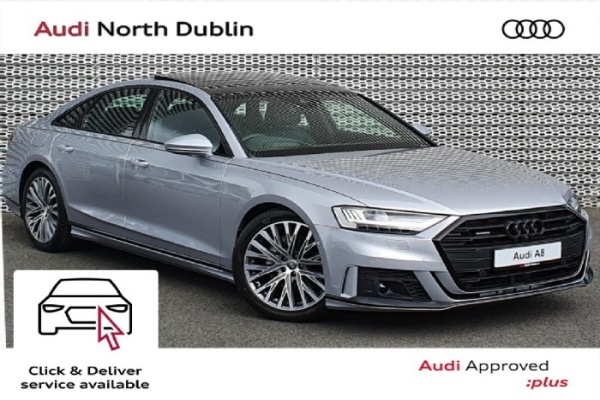 Audi North Dublin
Audi A8
Click & Deliver
service available
Audi Approved
:plus